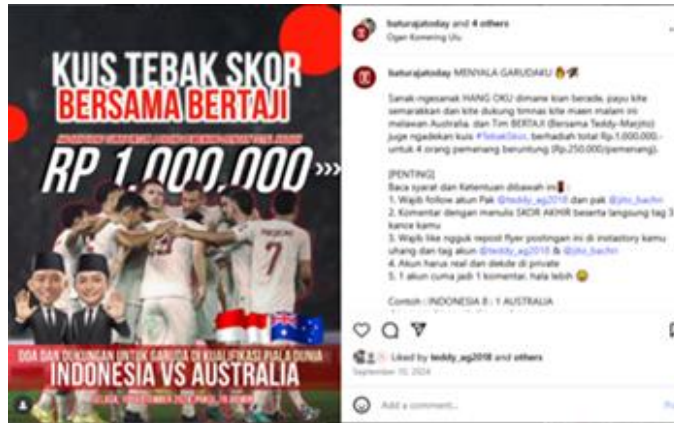 KUIS TEBAK SKOR
BERSAMA BERTAJI
RP 1.000.000 >>>
7
DOA DAN DUKUNGAN UNTUK GARUDA DI KUALIFIKASI PIALA DUNIA
INDONESIA VS AUSTRALIA
baturajatoday and 4 others
Ogan Komering Ulu
baturajatoday MENYALA GARUDAKU
Sanak-ngesanak HANG OKU dimane kian berade, payu kite
semarakkan dan kite dukung timnas kite maen malam ini
melawan Australia, dan Tim BERTAJI (Bersama Teddy-Marjito)
juge ngadekan kuis #TebakSkor, berhadiah total Rp.1.000.000,-
untuk 4 orang pemenang beruntung (Rp.250.000/pemenang).
[PENTING]
Baca syarat dan Ketentuan dibawah ini :
1. Wajib follow akun Pak @teddy_ag2018 dan pak @jito_bachri
2. Komentar dengan menulis SKOR AKHIR beserta langsung tag 3
kance kamu
3. Wajib like ngguk repost flyer postingan ini di instastory kamu
uhang dan tag akun @teddy_ag2018 & @jito_bachri
4. Akun harus real dan dekde di private
5. 1 akun cuma jadi 1 komentar, hala lebih
Contoh : INDONESIA 8 : 1 AUSTRALIA
Liked by teddy_ag2018 and others
September 10, 2024
Add a comment...